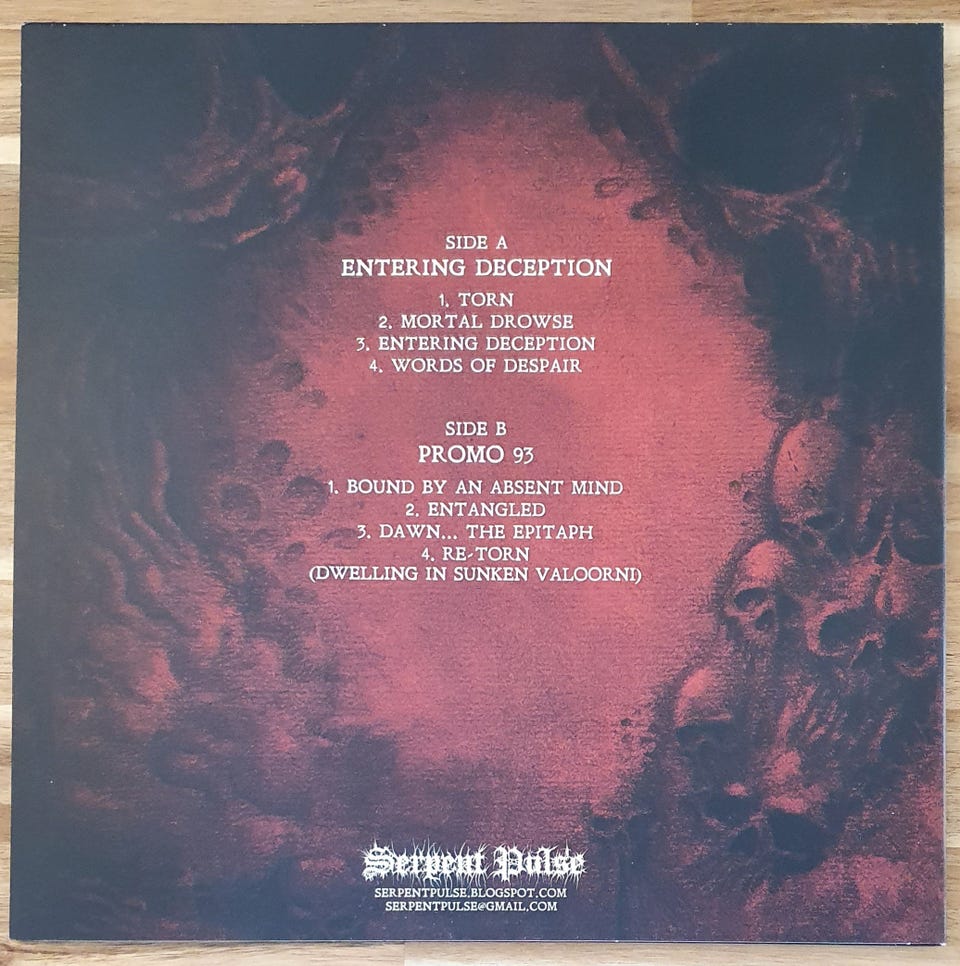 SIDE A
ENTERING DECEPTION
1. TORN
2. MORTAL DROWSE
3. ENTERING DECEPTION
4. WORDS OF DESPAIR
SIDE B
PROMO 93
1. BOUND BY AN ABSENT MIND
2. ENTANGLED
3. DAWN... THE EPITAPH
4. RE-TORN
(DWELLING IN SUNKEN VALOORNI)
Serpent Pulse
SERPENTPULSE.BLOGSPOT.COM
SERPENTPULSE@GMAIL.COM